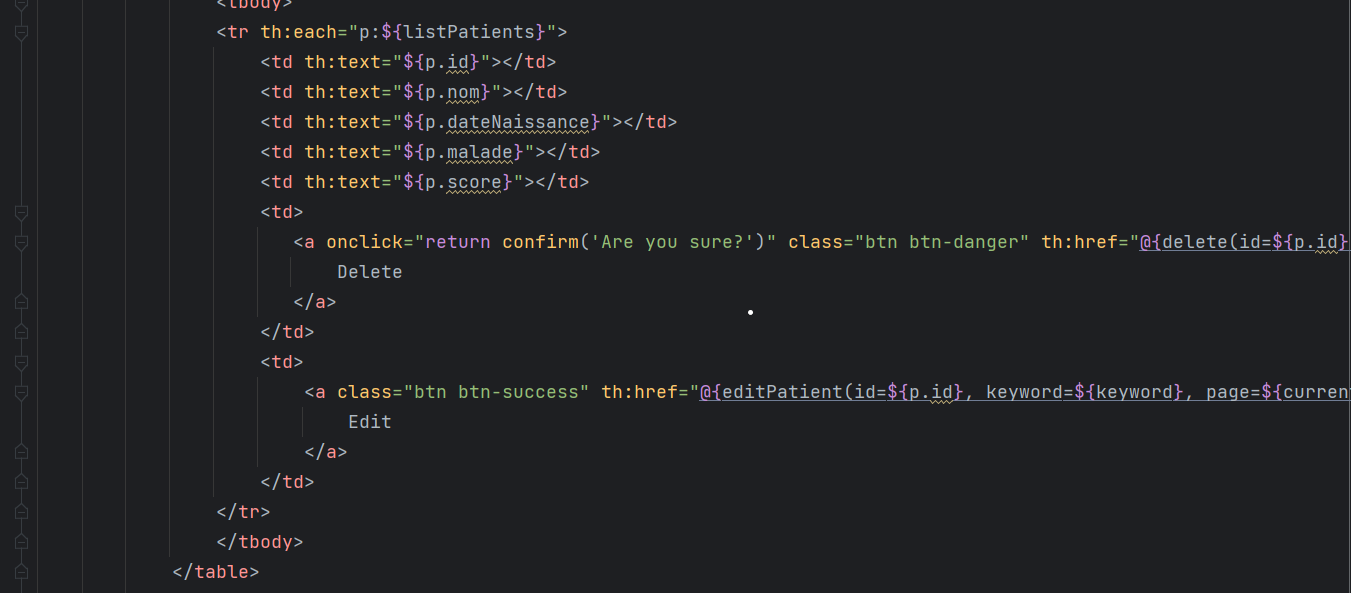 <tbody>
<tr th:each="p:${listPatients}">
<td th:text="${p.id}"></td>
<td th:text="${p.nom}"></td>
<td th:text="${p.dateNaissance}"></td>
<td th:text="${p.malade}"></td>
<td th:text="${p.score}"></td>
<td>
<a onclick="return confirm('Are you sure?')" class="btn btn-danger" th:href="@{delete(id=${p.id}
Delete
</a>
</td>
<td>
<a class="btn btn-success" th:href="@{editPatient(id=${p.id}, keyword=${keyword}, page=${curren
Edit
</a>
</td>
</tr>
</tbody>
</table>